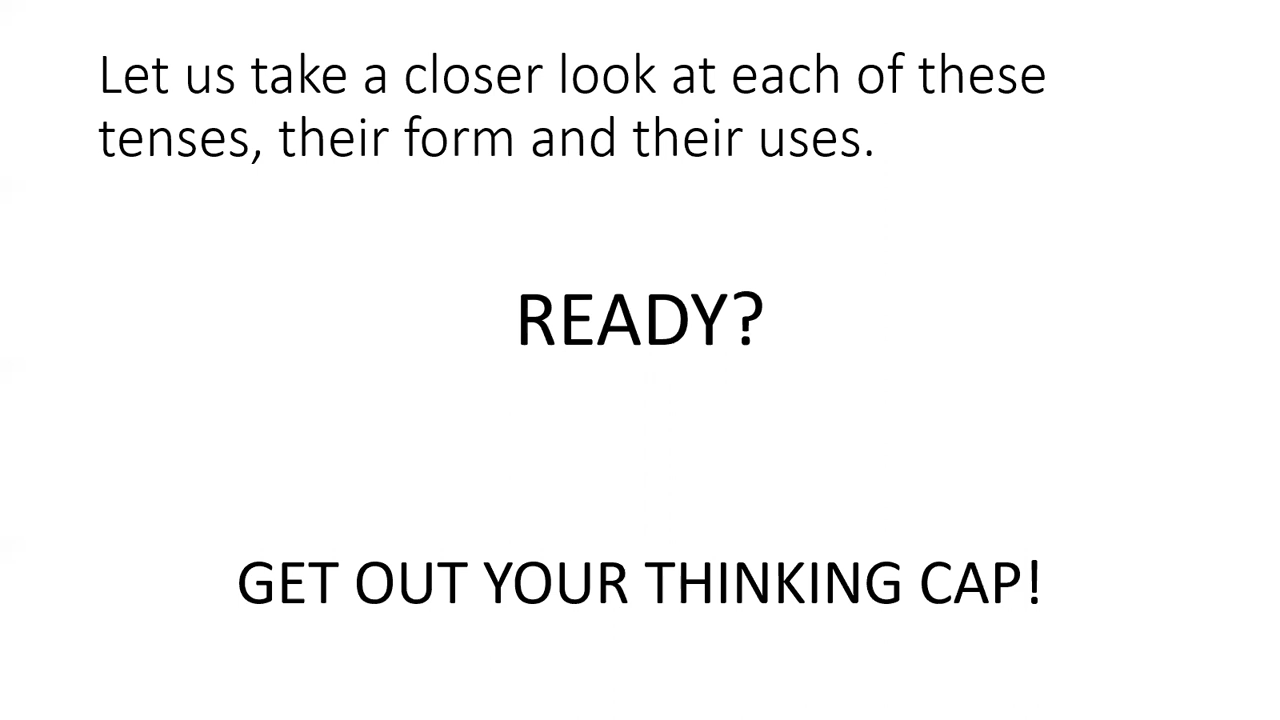 Let us take a closer look at each of these
tenses, their form and their uses.
READY?
GET OUT YOUR THINKING CAP!